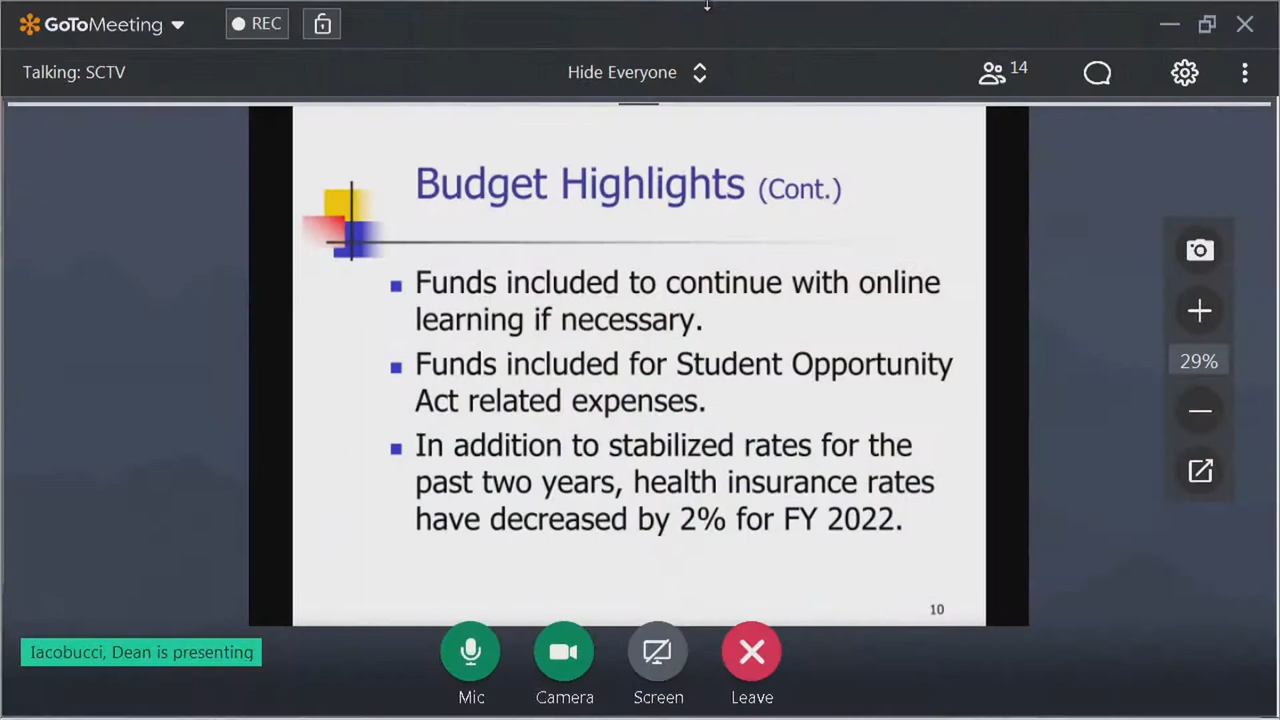 GoToMeeting
REC
Talking: SCTV
Hide Everyone
14
Budget Highlights (Cont.)
Funds included to continue with online
learning if necessary.
Funds included for Student Opportunity
Act related expenses.
In addition to stabilized rates for the
past two years, health insurance rates
have decreased by 2% for FY 2022.
10
29%
Iacobucci, Dean is presenting
Mic
Camera
Screen
Leave